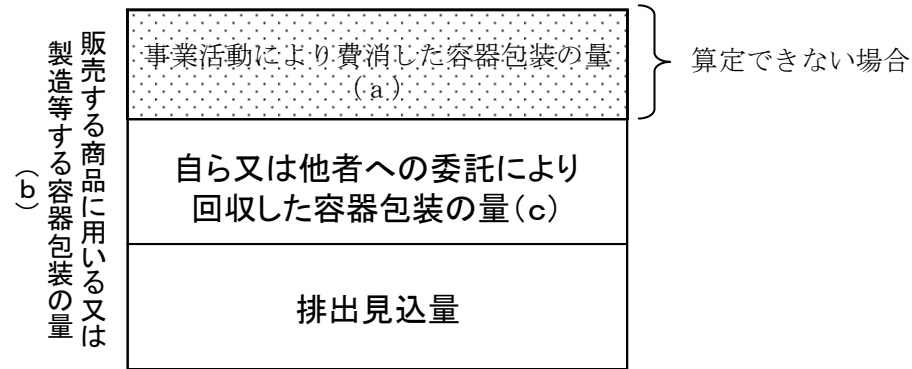 販売する商品に用いる又は
製造等する容器包装の量
(b)
事業活動により費消した容器包装の量
(a)
算定できない場合
自ら又は他者への委託により
回収した容器包装の量(c)
排出見込量